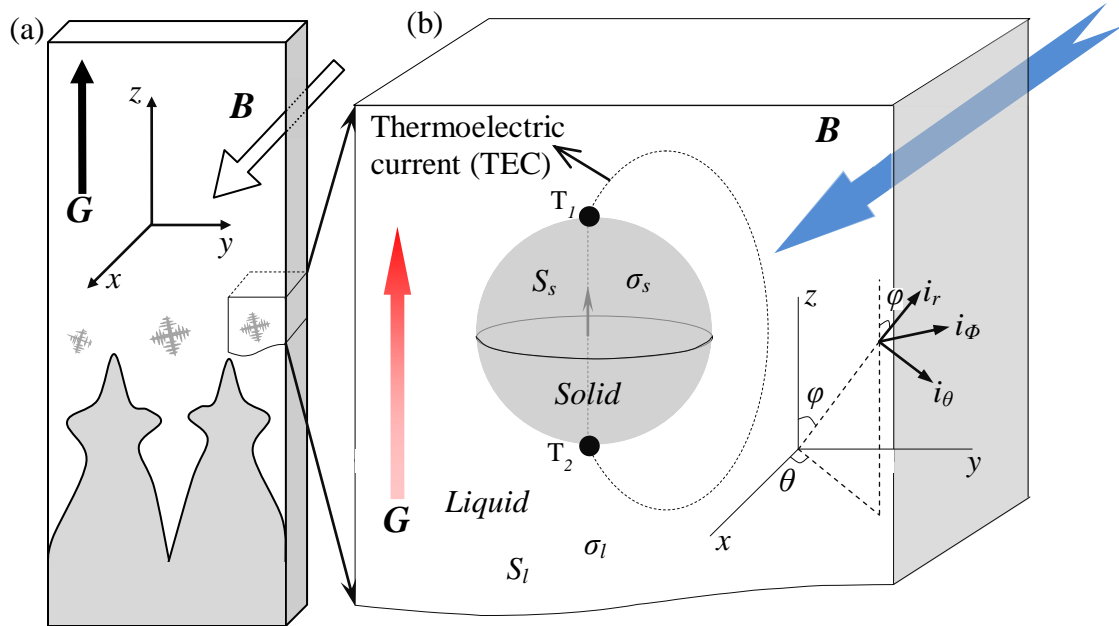 (a)
G
z
y
x
B
(b)
B
Thermoelectric
current (TEC)
T1
Ss
σs
Solid
T2
G
Liquid
Sl
σl
z
φ
θ
x
y
φ
ir
iΦ
iθ